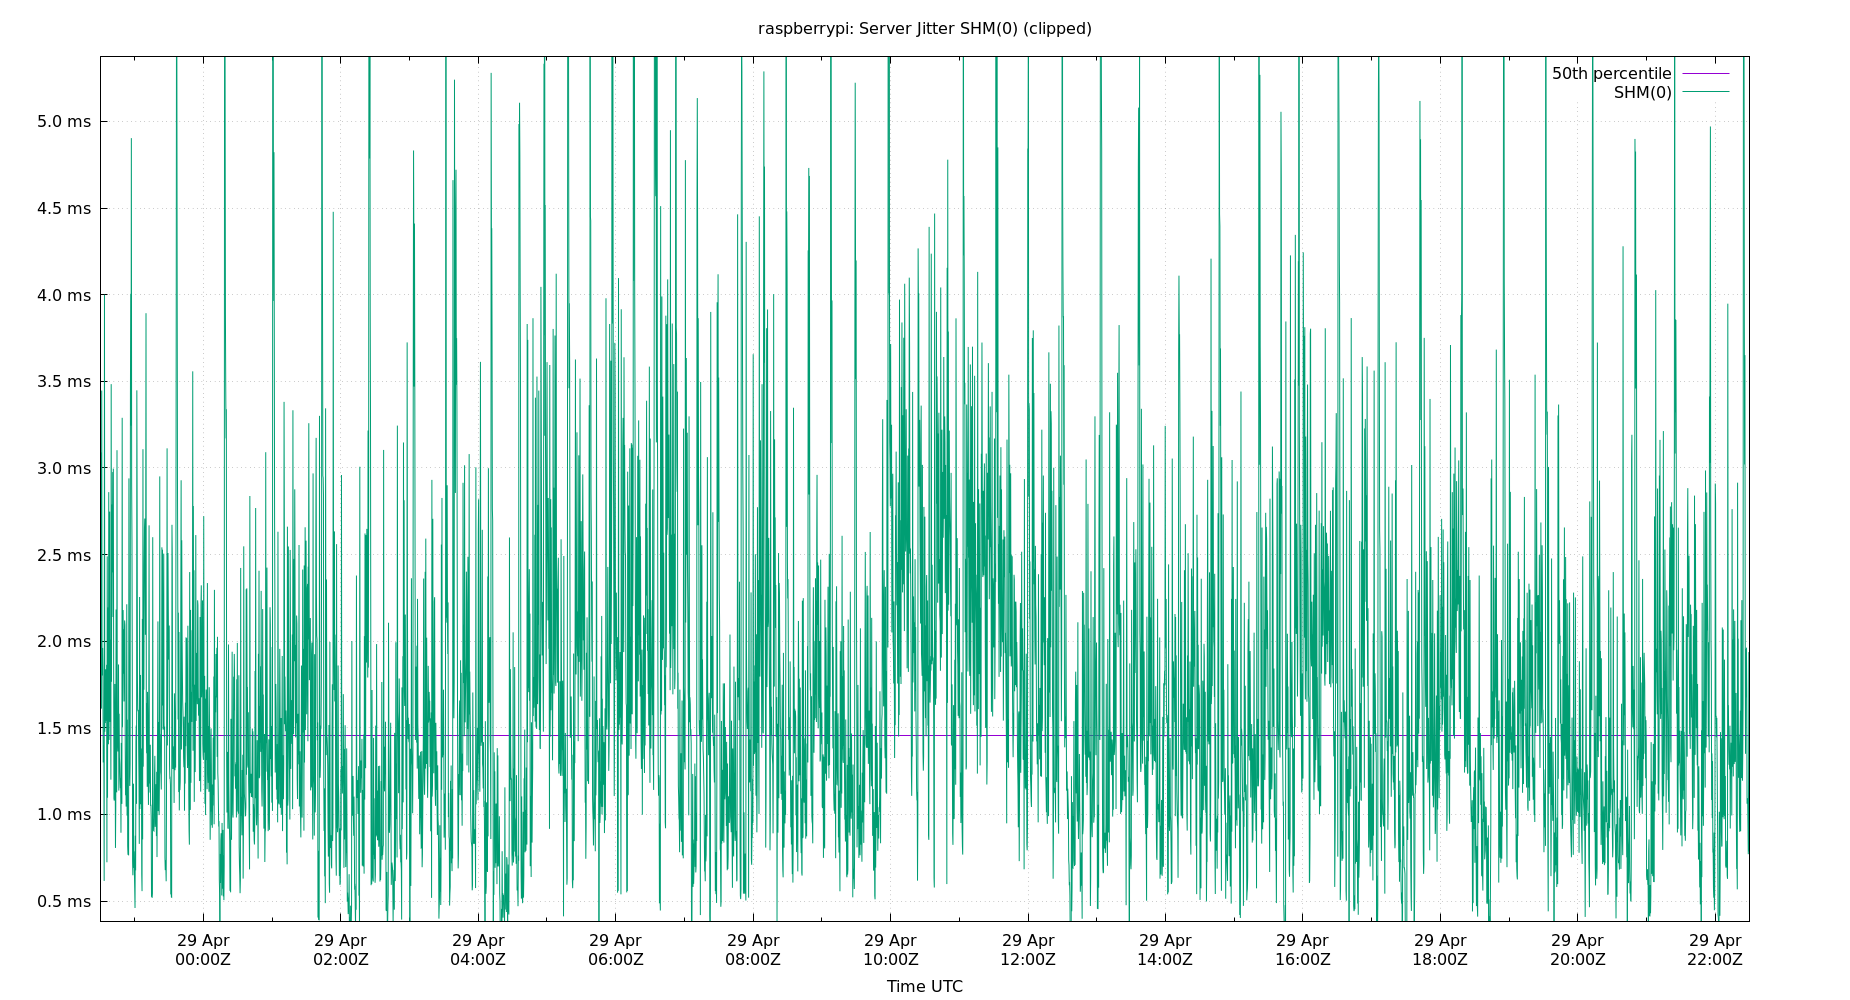 raspberrypi: Server Jitter SHM(0) (clipped)
50th percentile
SHM(0)
5.0 ms
4.5 ms
4.0 ms
3.5 ms
3.0 ms
2.5 ms
2.0 ms
1.5 ms
1.0 ms
0.5 ms
29 Apr 29 Apr 29 Apr 29 Apr 29 Apr 29 Apr 29 Apr 29 Apr 29 Apr 29 Apr 29 Apr 29 Apr
00:00Z 02:00Z 04:00Z 06:00Z 08:00Z 10:00Z 12:00Z 14:00Z 16:00Z 18:00Z 20:00Z 22:00Z
Time UTC